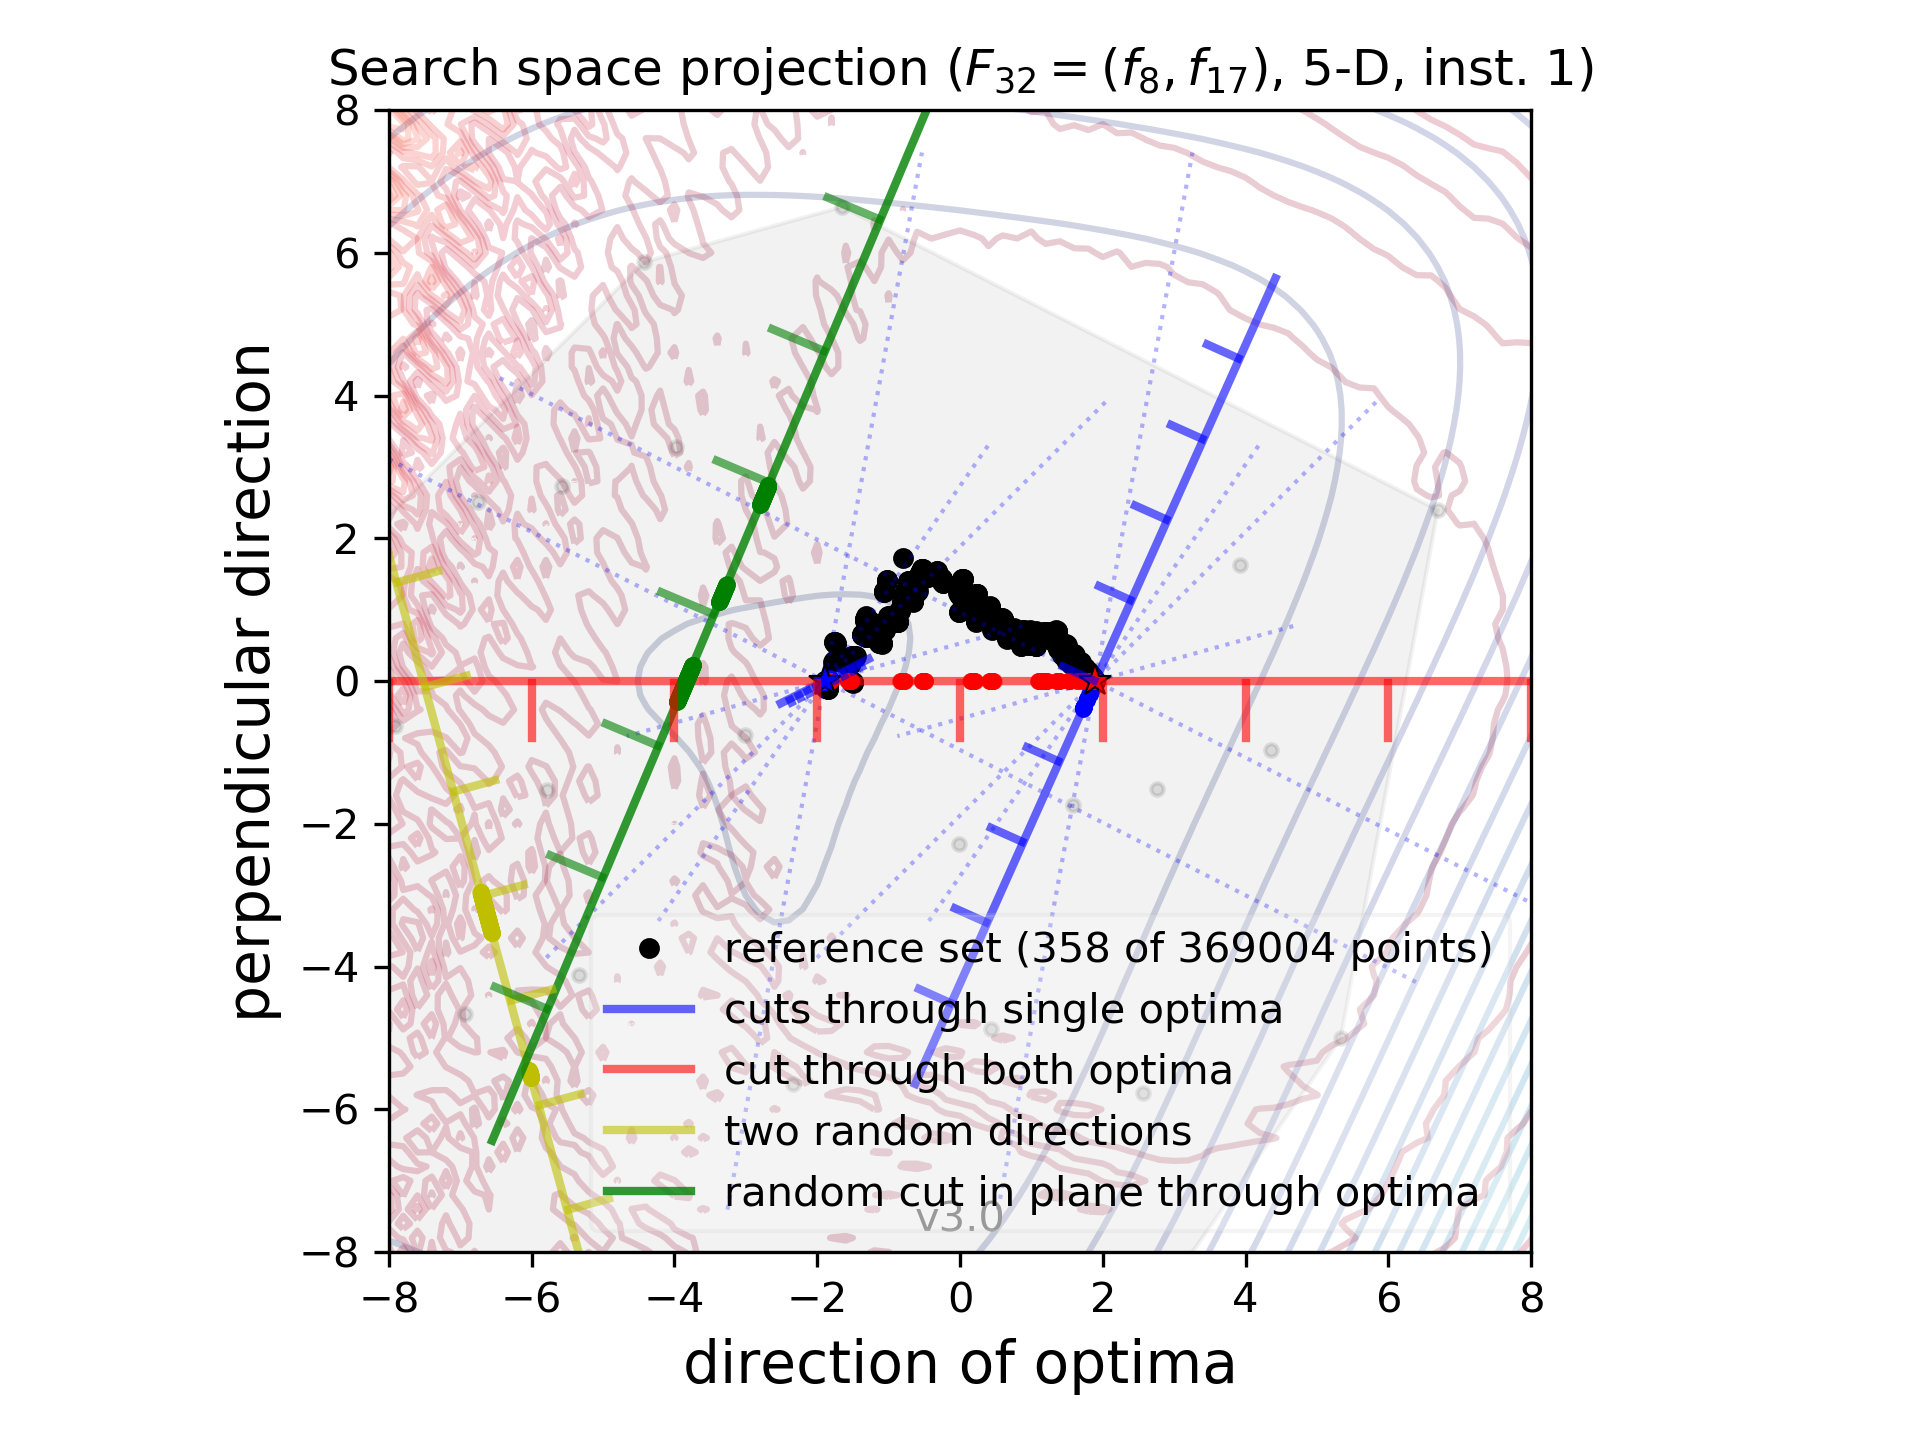 Search space projection (F₃₂ = (f₈, f₁₇), 5-D, inst. 1)
perpendicular direction
8
6
4
2
0
−2
−4
−6
−8
reference set (358 of 369004 points)
cuts through single optima
cut through both optima
two random directions
random cut in plane through optima
v3.0
−8 −6 −4 −2 0 2 4 6 8
direction of optima